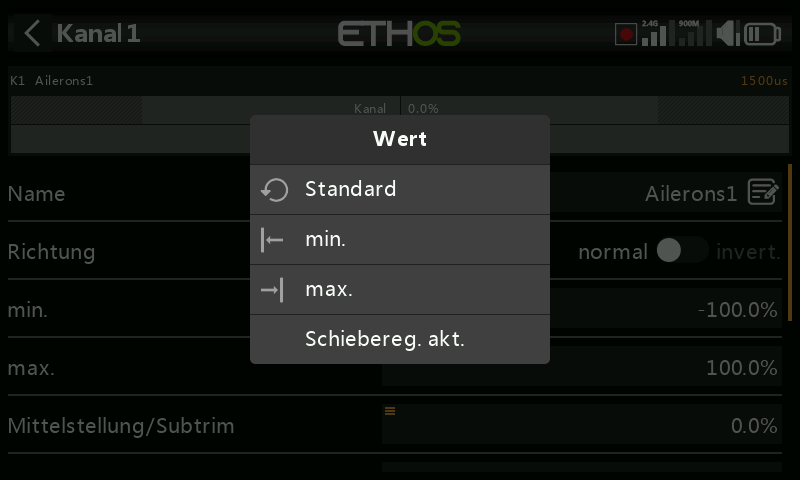 Kanal 1
ETHOS
2.4G
900M
K1 Ailerons1
1500us
Kanal 0.0%
Wert
Standard
min.
max.
Schiebereg. akt.
Name
Ailerons1
Richtung
normal
invert.
min.
-100.0%
max.
100.0%
Mittelstellung/Subtrim
0.0%